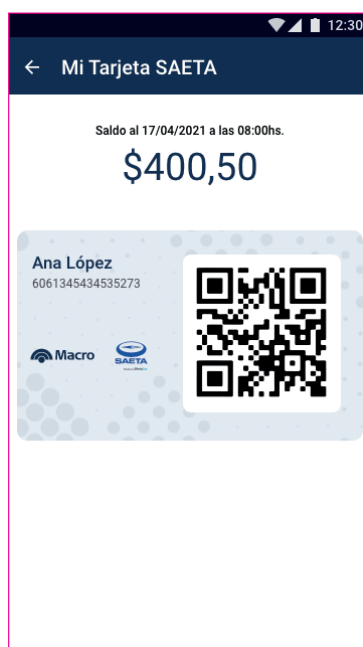 12:30
Mi Tarjeta SAETA
Saldo al 17/04/2021 a las 08:00hs.
$400,50
Ana López
6061345434535273
Macro
SAETA